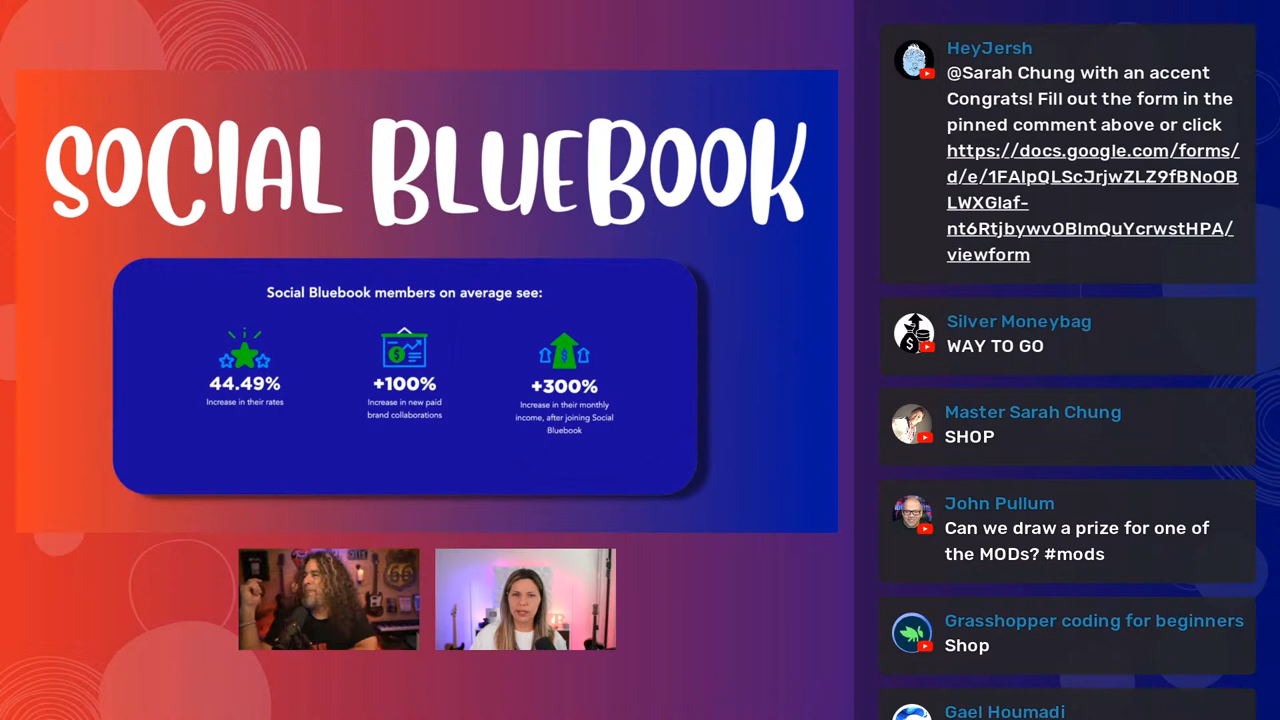 SOCIAL BLUEBOOK
Social Bluebook members on average see:
44.49%
Increase in their rates
+100%
Increase in new paid
brand collaborations
+300%
Increase in their monthly
income, after joining Social
Bluebook
HeyJersh
@Sarah Chung with an accent
Congrats! Fill out the form in the
pinned comment above or click
https://docs.google.com/forms/
d/e/1FAIpQLScJrjwZLZ9fBNoOB
LWXGlaf-
nt6RtjbywvOBImQuYcrwstHPA/
viewform
Silver Moneybag
WAY TO GO
Master Sarah Chung
SHOP
John Pullum
Can we draw a prize for one of
the MODs? #mods
Grasshopper coding for beginners
Shop
Gael Houmadi